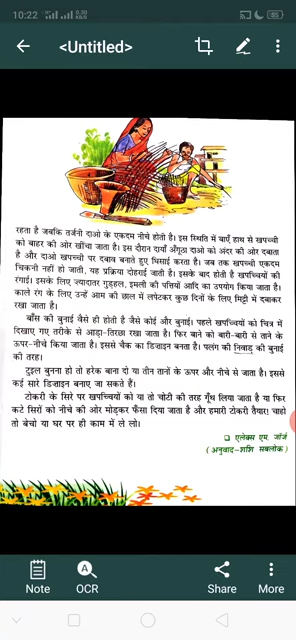 10:22
<Untitled>
रहता है जबकि तर्जनी दाओ के एकदम नीचे होती है। इस स्थिति में बाएँ हाथ से खपच्ची
को बाहर की ओर खींचा जाता है। इस दौरान दायाँ अँगूठा दाओ को अंदर की ओर दबाता
है और दाओ खपच्ची पर दबाव बनाते हुए घिसाई करता है। जब तक खपच्ची एकदम
चिकनी नहीं हो जाती, यह प्रक्रिया दोहराई जाती है। इसके बाद होती है खपच्चियों की
रंगाई। इसके लिए ज़्यादातर गुड़हल, इमली की पत्तियों आदि का उपयोग किया जाता है।
काले रंग के लिए उन्हें आम की छाल में लपेटकर कुछ दिनों के लिए मिट्टी में दबाकर
रखा जाता है।
बाँस की बुनाई वैसे ही होती है जैसे कोई और बुनाई। पहले खपच्चियों को चित्र में
दिखाए गए तरीके से आड़ा-तिरछा रखा जाता है। फिर बाने को बारी-बारी से ताने के
ऊपर-नीचे किया जाता है। इससे चैक का डिज़ाइन बनता है। पलंग की निवाड़ की बुनाई
की तरह।
टुइल बुनना हो तो हरेक बाना दो या तीन तानों के ऊपर और नीचे से जाता है। इससे
कई सारे डिज़ाइन बनाए जा सकते हैं।
टोकरी के सिरे पर खपच्चियों को या तो चोटी की तरह गूँथ लिया जाता है या फिर
कटे सिरों को नीचे की ओर मोड़कर फँसा दिया जाता है और हमारी टोकरी तैयार! चाहो
तो बेचो या घर पर ही काम में ले लो।
❑ एलेक्स एम. जॉर्ज
(अनुवाद-शशि सबलोक)
Note
A
OCR
Share
More